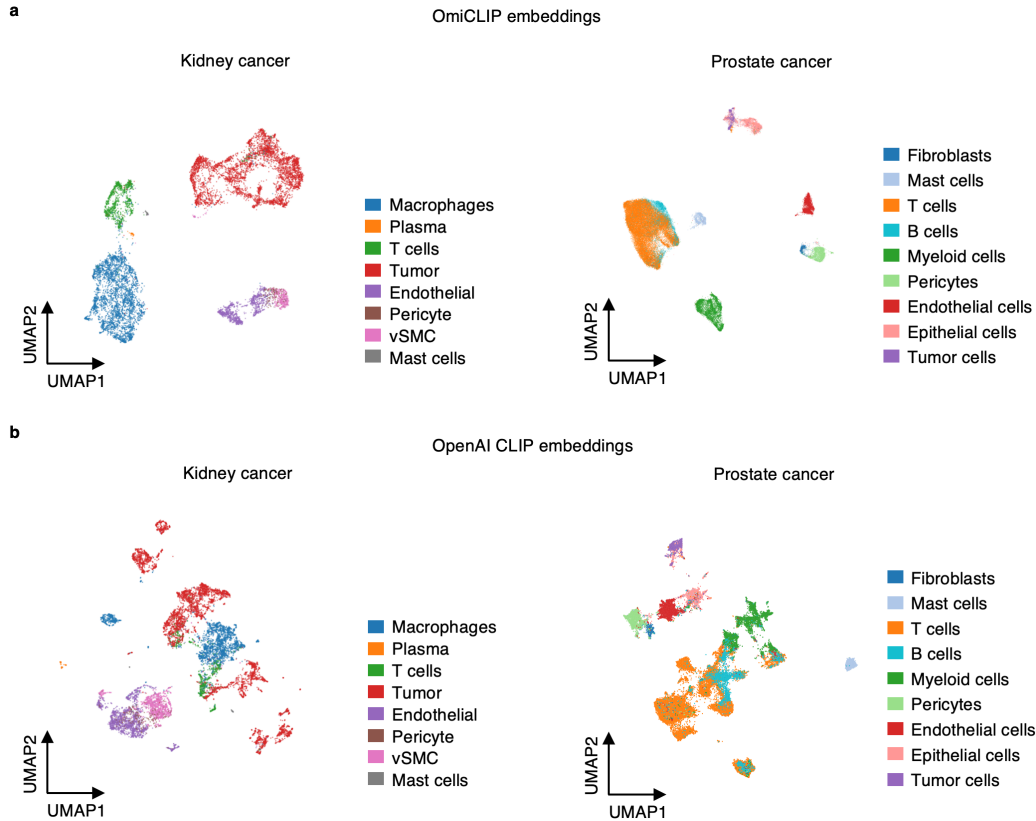 a
OmiCLIP embeddings
Kidney cancer
Prostate cancer
Macrophages
Plasma
T cells
Tumor
Endothelial
Pericyte
vSMC
Mast cells
UMAP2
UMAP1
Fibroblasts
Mast cells
T cells
B cells
Myeloid cells
Pericytes
Endothelial cells
Epithelial cells
Tumor cells
UMAP2
UMAP1
b
OpenAI CLIP embeddings
Kidney cancer
Prostate cancer
Macrophages
Plasma
T cells
Tumor
Endothelial
Pericyte
vSMC
Mast cells
UMAP2
UMAP1
Fibroblasts
Mast cells
T cells
B cells
Myeloid cells
Pericytes
Endothelial cells
Epithelial cells
Tumor cells
UMAP2
UMAP1